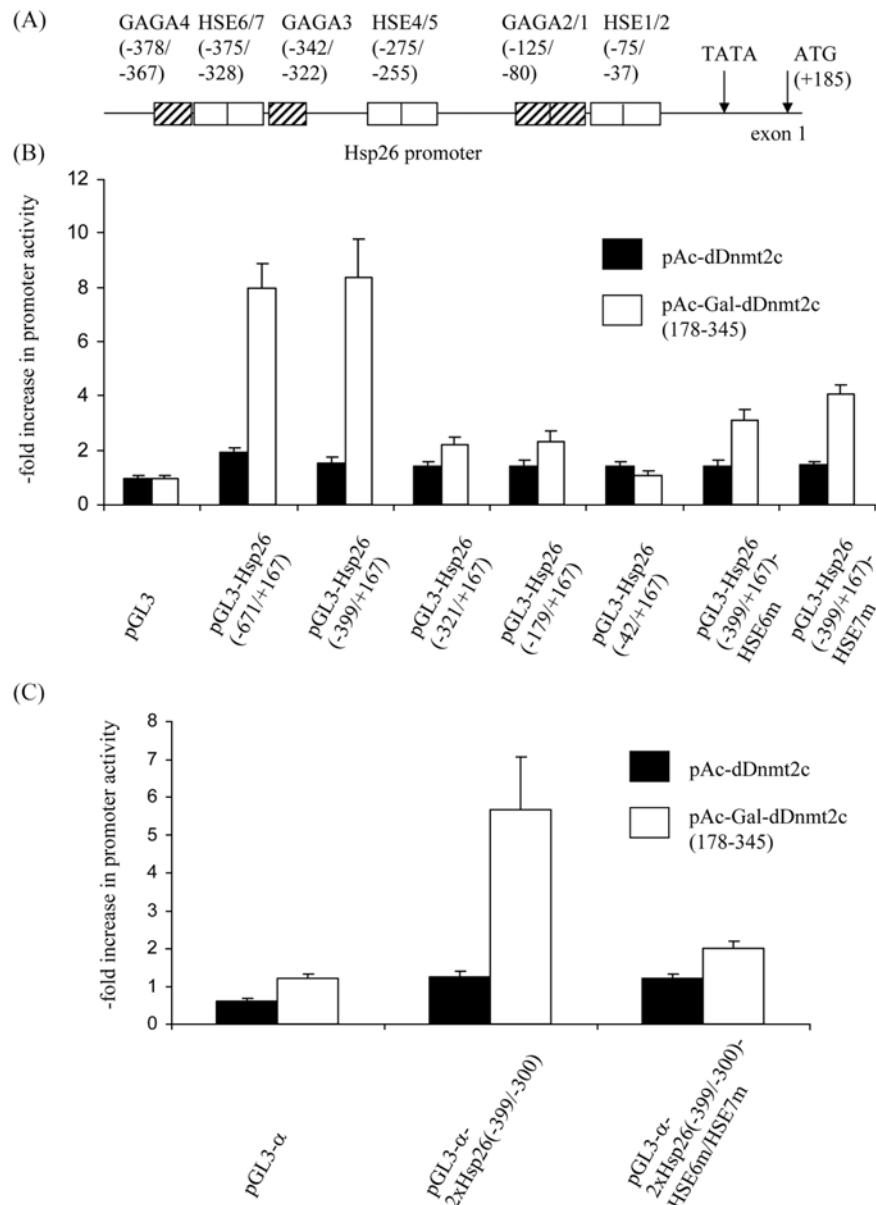 (A)
GAGA4 HSE6/7 GAGA3 HSE4/5 GAGA2/1 HSE1/2
(-378/ (-375/ (-342/ (-275/ (-125/ (-75/
-367) -328) -322) -255) -80) -37)
TATA ATG
(+185)
exon 1
Hsp26 promoter
(B)
-fold increase in promoter activity
12
10
8
6
4
2
0
pAc-dDnmt2c
pAc-Gal-dDnmt2c
(178-345)
pGL3
pGL3-Hsp26
(-671/+167)
pGL3-Hsp26
(-399/+167)
pGL3-Hsp26
(-321/+167)
pGL3-Hsp26
(-179/+167)
pGL3-Hsp26
(-42/+167)
pGL3-Hsp26
(-399/+167)-
HSE6m
pGL3-Hsp26
(-399/+167)-
HSE7m
(C)
-fold increase in promoter activity
8
7
6
5
4
3
2
1
0
pAc-dDnmt2c
pAc-Gal-dDnmt2c
(178-345)
pGL3-α
pGL3-α-
2xHsp26(-399/-300)
pGL3-α-
2xHsp26(-399/-300)-
HSE6m/HSE7m